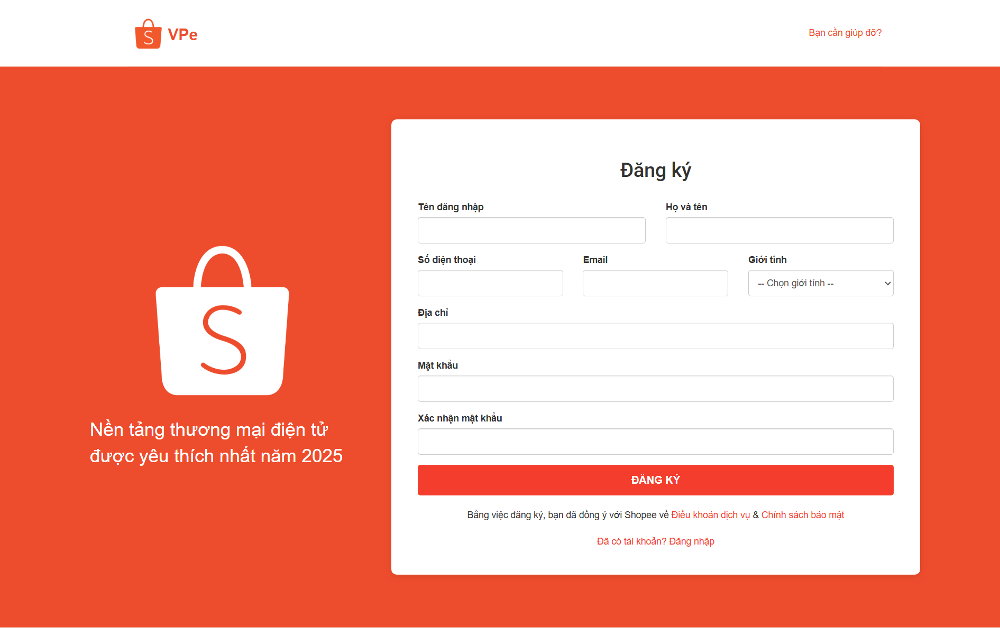 S VPe
Bạn cần giúp đỡ?
S
Nền tảng thương mại điện tử
được yêu thích nhất năm 2025
Đăng ký
Tên đăng nhập
Họ và tên
Số điện thoại
Email
Giới tính
-- Chọn giới tính --
Địa chỉ
Mật khẩu
Xác nhận mật khẩu
ĐĂNG KÝ
Bằng việc đăng ký, bạn đã đồng ý với Shopee về Điều khoản dịch vụ & Chính sách bảo mật
Đã có tài khoản? Đăng nhập